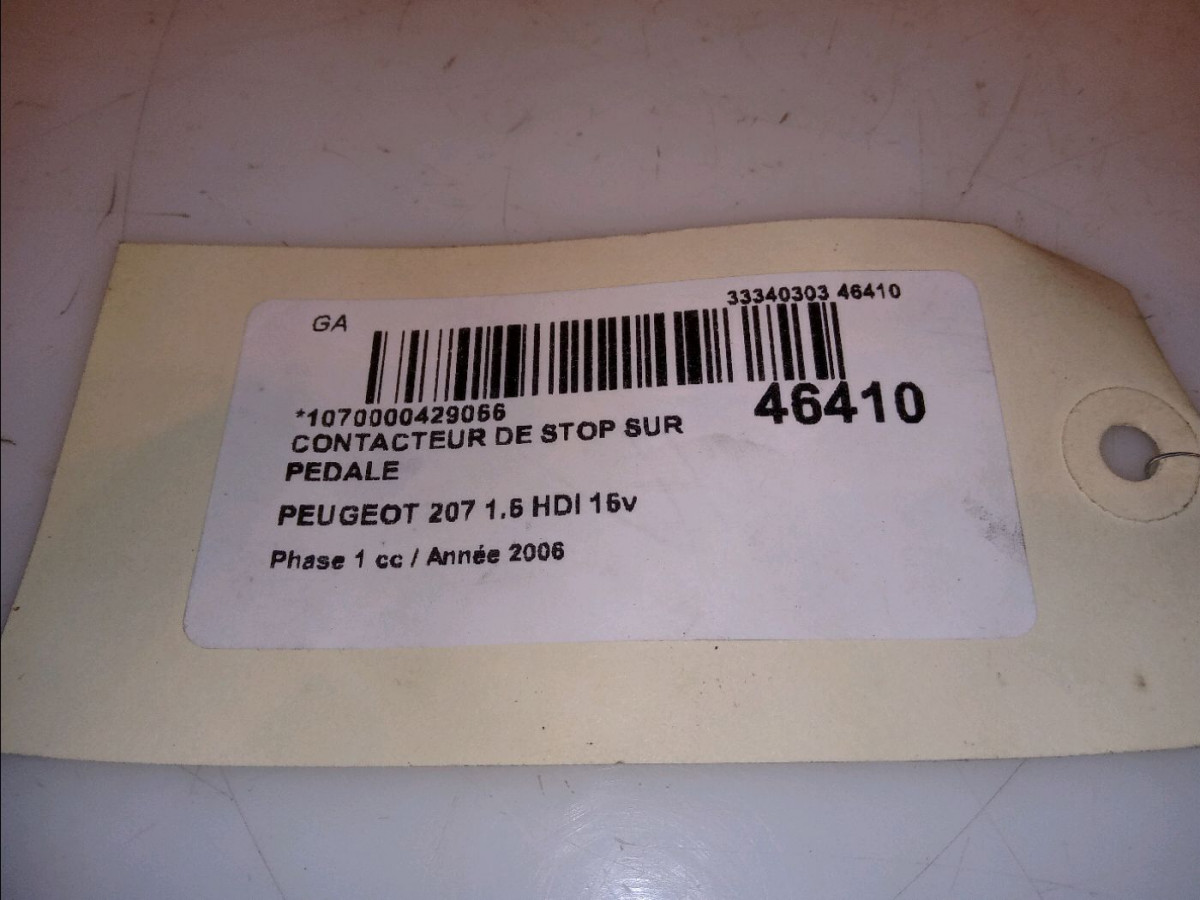 GA
33340303 46410
*1070000429066
46410
CONTACTEUR DE STOP SUR
PEDALE
PEUGEOT 207 1.6 HDI 16v
Phase 1 cc / Année 2006